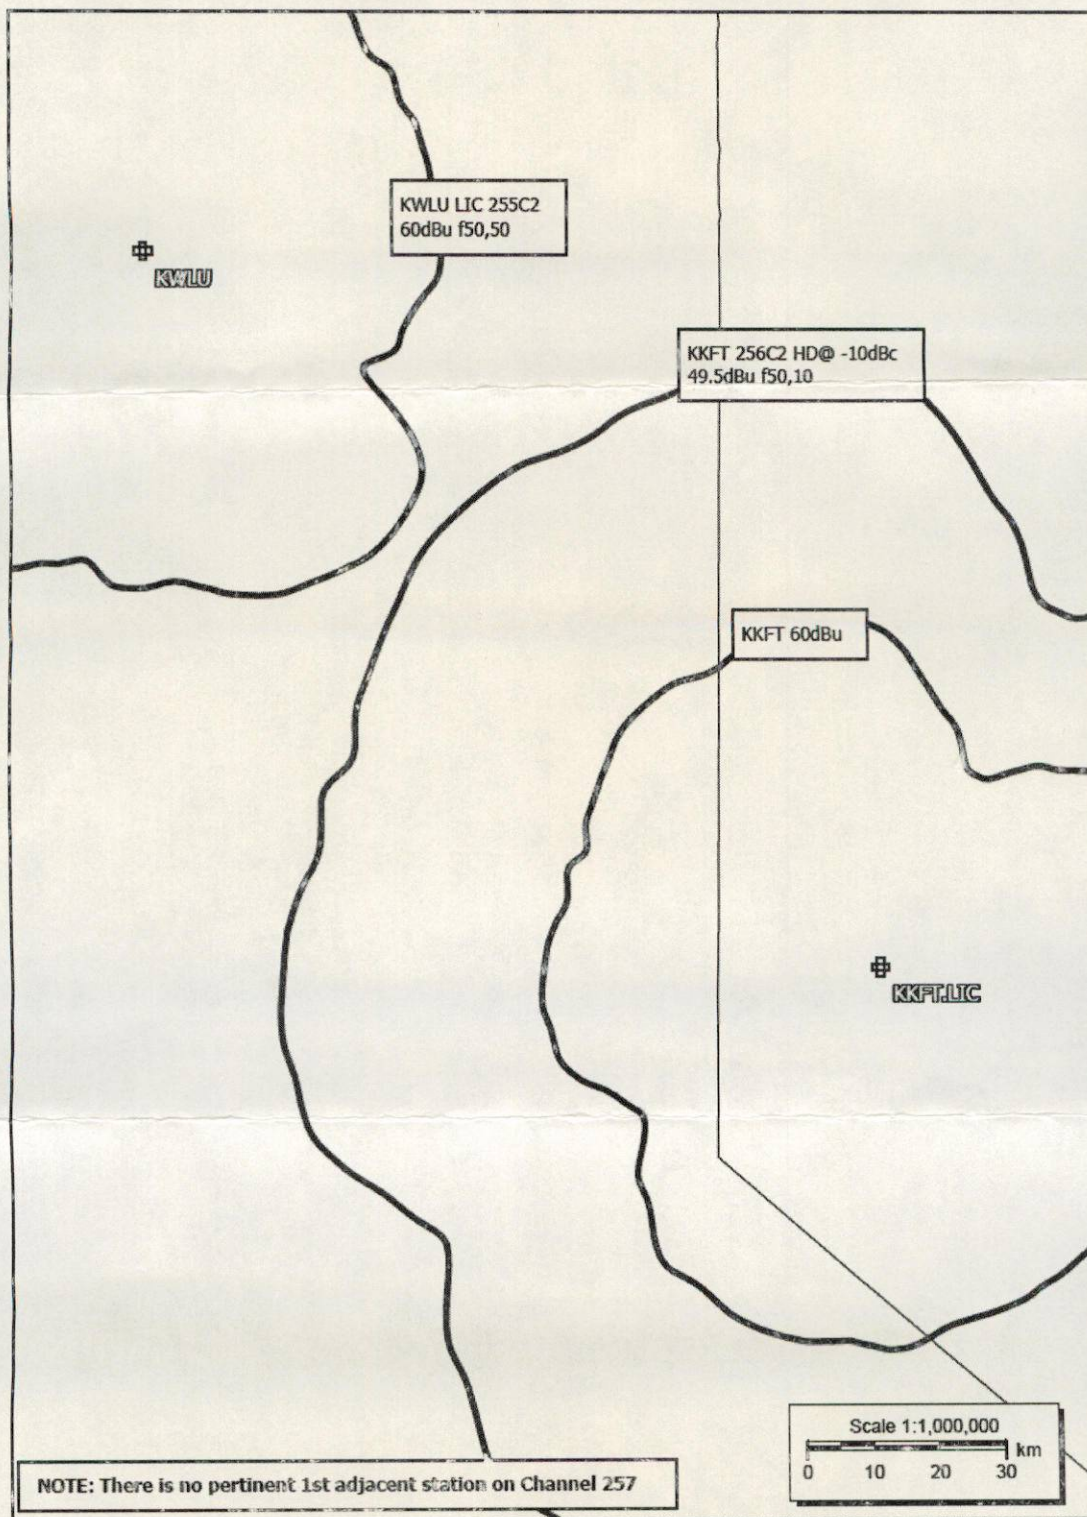 KWLU LIC 255C2
60dBu f50,50
KWLU
KKFT 256C2 HD@ -10dBc
49.5dBu f50,10
KKFT 60dBu
KKFT.LIC
Scale 1:1,000,000
km
0 10 20 30
NOTE: There is no pertinent 1st adjacent station on Channel 257